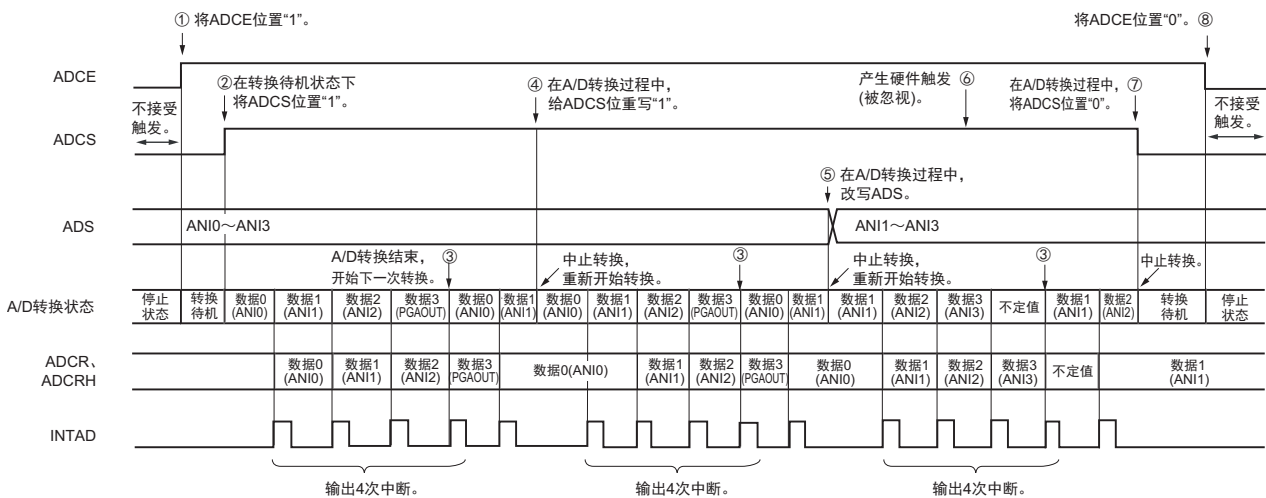 ① 将ADCE位置“1”。
将ADCE位置“0”。⑧
ADCE
②在转换待机状态下
将ADCS位置“1”。
④ 在A/D转换过程中，
给ADCS位重写“1”。
产生硬件触发 ⑥
(被忽视)。
在A/D转换过程中，⑦
将ADCS位置“0”。
不接受
触发。
不接受
触发。
ADCS
⑤ 在A/D转换过程中，
改写ADS。
ADS
ANI0～ANI3
ANI1～ANI3
A/D转换结束， ③
开始下一次转换。
中止转换，
重新开始转换。
③
中止转换，
重新开始转换。
③
中止转换。
A/D转换状态
停止
状态
转换
待机
数据0
(ANI0)
数据1
(ANI1)
数据2
(ANI2)
数据3
(PGAOUT)
数据0
(ANI0)
数据1
(ANI1)
数据0
(ANI0)
数据1
(ANI1)
数据2
(ANI2)
数据3
(PGAOUT)
数据0
(ANI0)
数据1
(ANI1)
数据1
(ANI1)
数据2
(ANI2)
数据3
(ANI3)
不定值
数据1
(ANI1)
数据2
(ANI2)
转换
待机
停止
状态
ADCR、
ADCRH
数据0
(ANI0)
数据1
(ANI1)
数据2
(ANI2)
数据3
(PGAOUT)
数据0(ANI0)
数据1
(ANI1)
数据2
(ANI2)
数据3
(PGAOUT)
数据0
(ANI0)
数据1
(ANI1)
数据2
(ANI2)
数据3
(ANI3)
不定值
数据1
(ANI1)
INTAD
输出4次中断。
输出4次中断。
输出4次中断。